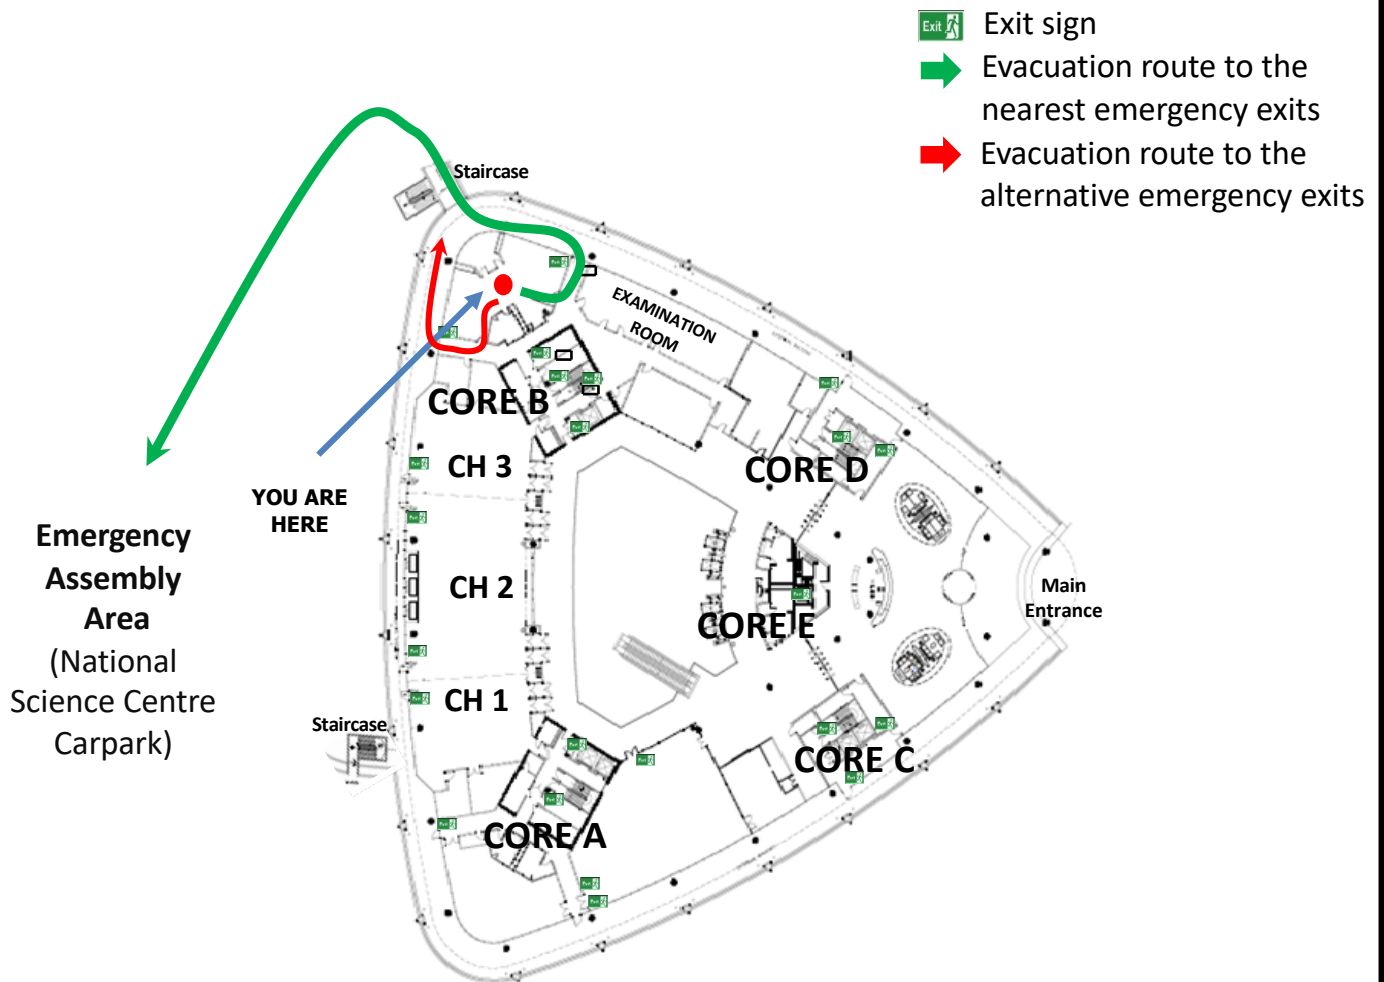 Exit
Exit sign
Evacuation route to the
nearest emergency exits
Evacuation route to the
alternative emergency exits
Staircase
EXAMINATION
ROOM
CORE B
CH 3
CORE D
YOU ARE
HERE
Emergency
Assembly
Area
(National
Science Centre
Carpark)
CH 2
Main
Entrance
CORE E
CH 1
Staircase
CORE C
CORE A